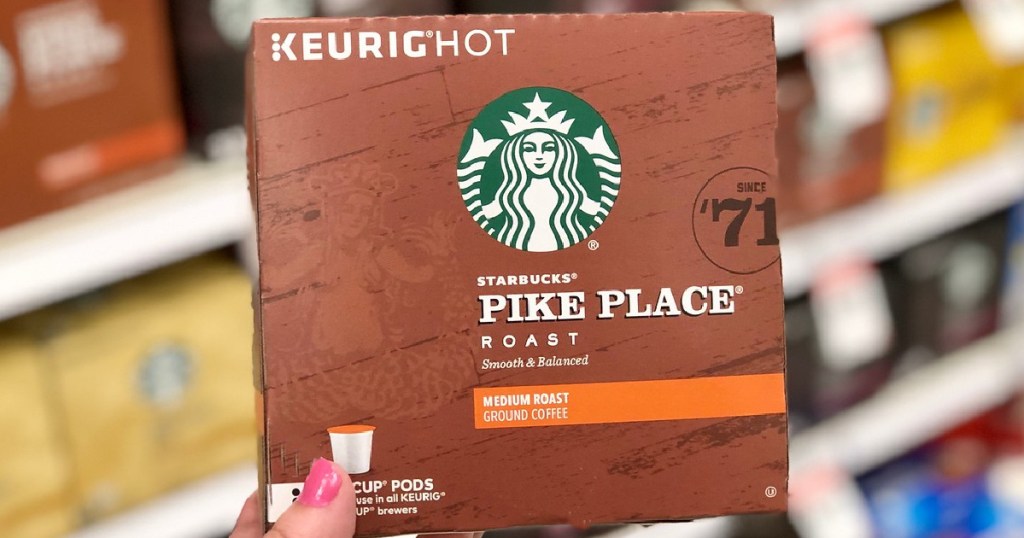 KEURIG®HOT
SINCE
'71
®
STARBUCKS®
PIKE PLACE®
ROAST
Smooth & Balanced
MEDIUM ROAST
GROUND COFFEE
CUP® PODS
use in all KEURIG®
UP® brewers
U